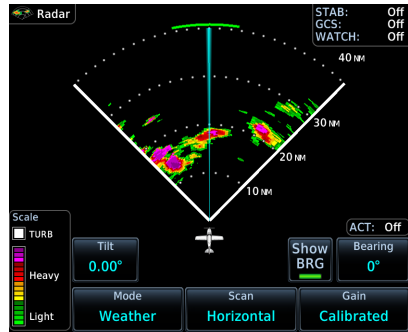 Radar
STAB: Off
GCS: Off
WATCH: Off
40 NM
30 NM
20 NM
10 NM
Scale
TURB
Heavy
Light
ACT: Off
Tilt
0.00°
Show
BRG
Bearing
0°
Mode
Weather
Scan
Horizontal
Gain
Calibrated